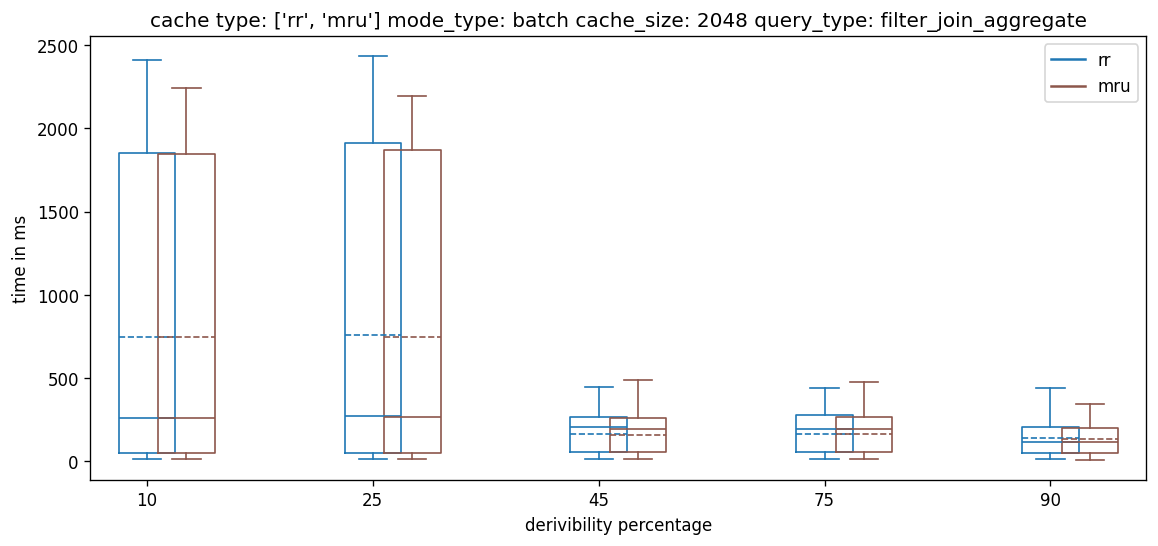 cache type: ['rr', 'mru'] mode_type: batch cache_size: 2048 query_type: filter_join_aggregate
rr
mru
2500
2000
1500
1000
500
0
time in ms
10 25 45 75 90
derivibility percentage